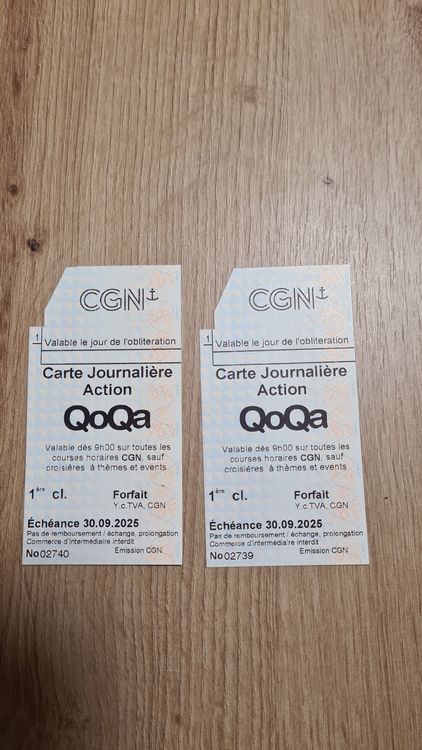 CGN
1
Valable le jour de l'obliteration
Carte Journalière
Action
QoQa
Valable dès 9h00 sur toutes les
courses horaires CGN, sauf
croisières à thèmes et events
1ère cl.
Forfait
Y.c.TVA, CGN
Échéance 30.09.2025
Pas de remboursement / échange, prolongation
Commerce d'intermédiaire interdit
No02740
Emission CGN
CGN
1
Valable le jour de l'obliteration
Carte Journalière
Action
QoQa
Valable dès 9h00 sur toutes les
courses horaires CGN, sauf
croisières à thèmes et events
1ère cl.
Forfait
Y.c.TVA, CGN
Échéance 30.09.2025
Pas de remboursement / échange, prolongation
Commerce d'intermédiaire interdit
No02739
Emission CGN